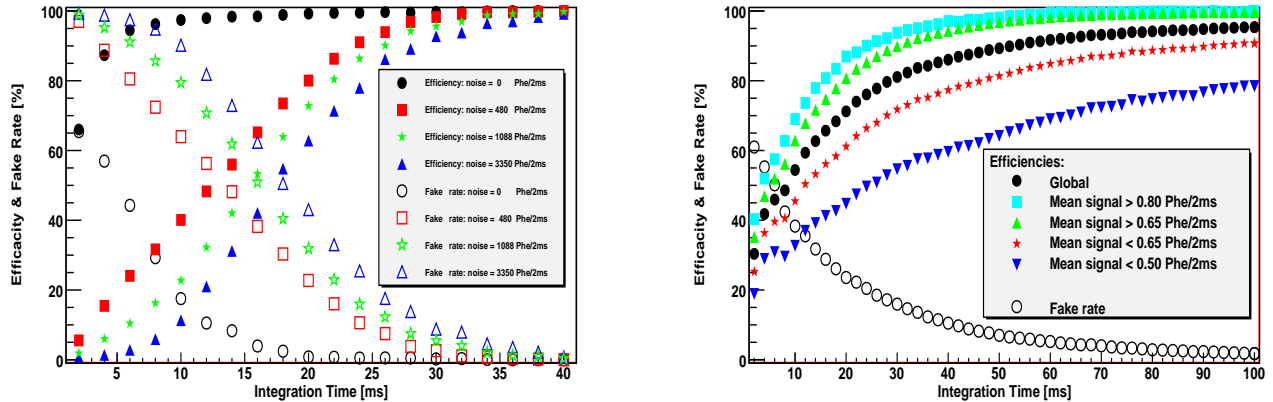 Efficacy & Fake Rate [%]
100
80
60
40
20
0
Efficiency: noise = 0 Phe/2ms
Efficiency: noise = 480 Phe/2ms
Efficiency: noise = 1088 Phe/2ms
Efficiency: noise = 3350 Phe/2ms
Fake rate: noise = 0 Phe/2ms
Fake rate: noise = 480 Phe/2ms
Fake rate: noise = 1088 Phe/2ms
Fake rate: noise = 3350 Phe/2ms
5 10 15 20 25 30 35 40
Integration Time [ms]
Efficacy & Fake Rate [%]
100
80
60
40
20
0
Efficiencies:
Global
Mean signal > 0.80 Phe/2ms
Mean signal > 0.65 Phe/2ms
Mean signal < 0.65 Phe/2ms
Mean signal < 0.50 Phe/2ms
Fake rate
10 20 30 40 50 60 70 80 90 100
Integration Time [ms]